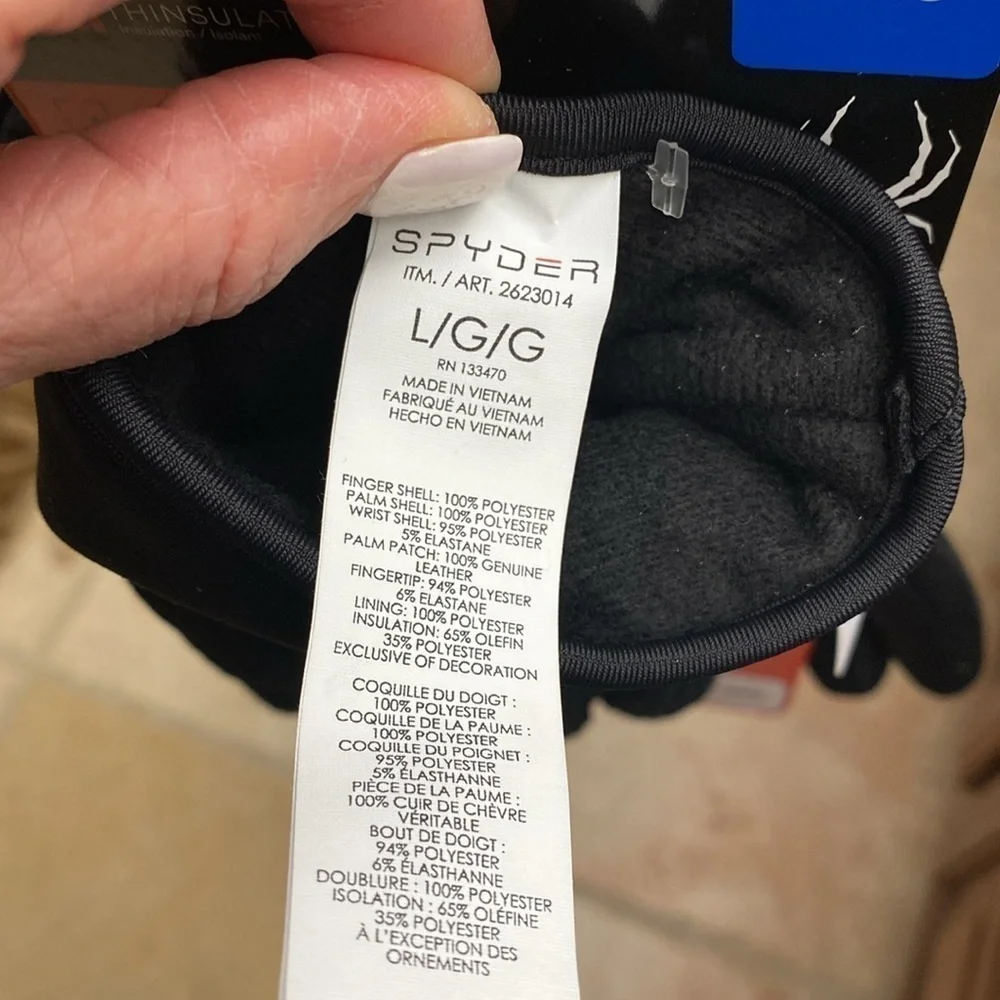 THINSULAT
Insulation / Isolant
SPYDER
ITM. / ART. 2623014
L/G/G
RN 133470
MADE IN VIETNAM
FABRIQUÉ AU VIETNAM
HECHO EN VIETNAM
FINGER SHELL: 100% POLYESTER
PALM SHELL: 100% POLYESTER
WRIST SHELL: 95% POLYESTER
5% ELASTANE
PALM PATCH: 100% GENUINE
LEATHER
FINGERTIP: 94% POLYESTER
6% ELASTANE
LINING: 100% POLYESTER
INSULATION: 65% OLEFIN
35% POLYESTER
EXCLUSIVE OF DECORATION
COQUILLE DU DOIGT :
100% POLYESTER
COQUILLE DE LA PAUME :
100% POLYESTER
COQUILLE DU POIGNET :
95% POLYESTER
5% ÉLASTHANNE
PIÈCE DE LA PAUME :
100% CUIR DE CHÈVRE
VÉRITABLE
BOUT DE DOIGT :
94% POLYESTER
6% ÉLASTHANNE
DOUBLURE : 100% POLYESTER
ISOLATION : 65% OLÉFINE
35% POLYESTER
À L'EXCEPTION DES
ORNEMENTS